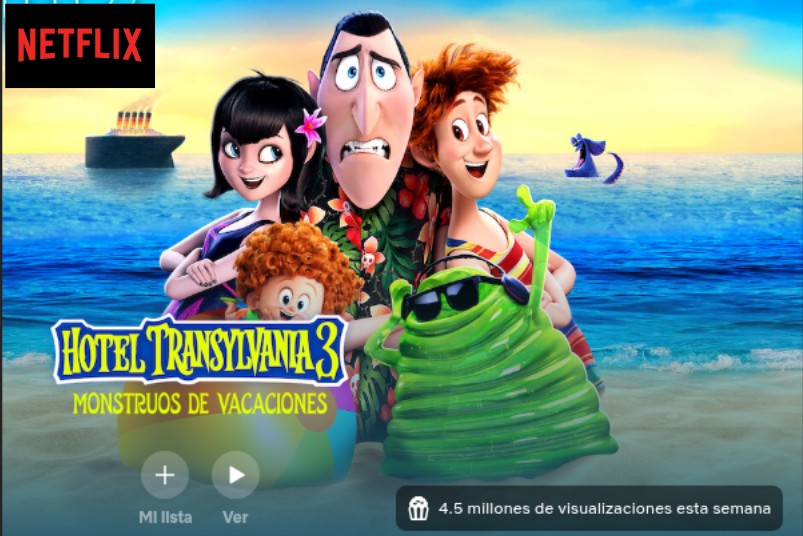 NETFLIX
HOTEL TRANSYLVANIA 3
MONSTRUOS DE VACACIONES
Mi lista Ver
4.5 millones de visualizaciones esta semana